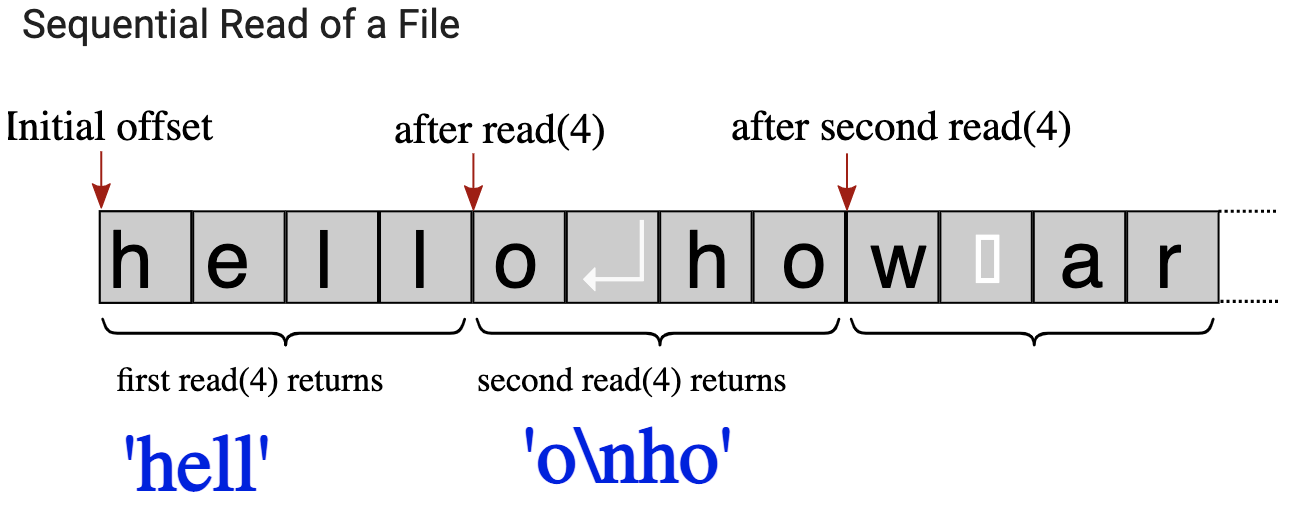 Sequential Read of a File
Initial offset after read(4) after second read(4)
h e l l o h o w a r
first read(4) returns second read(4) returns
'hell' 'o\nho'